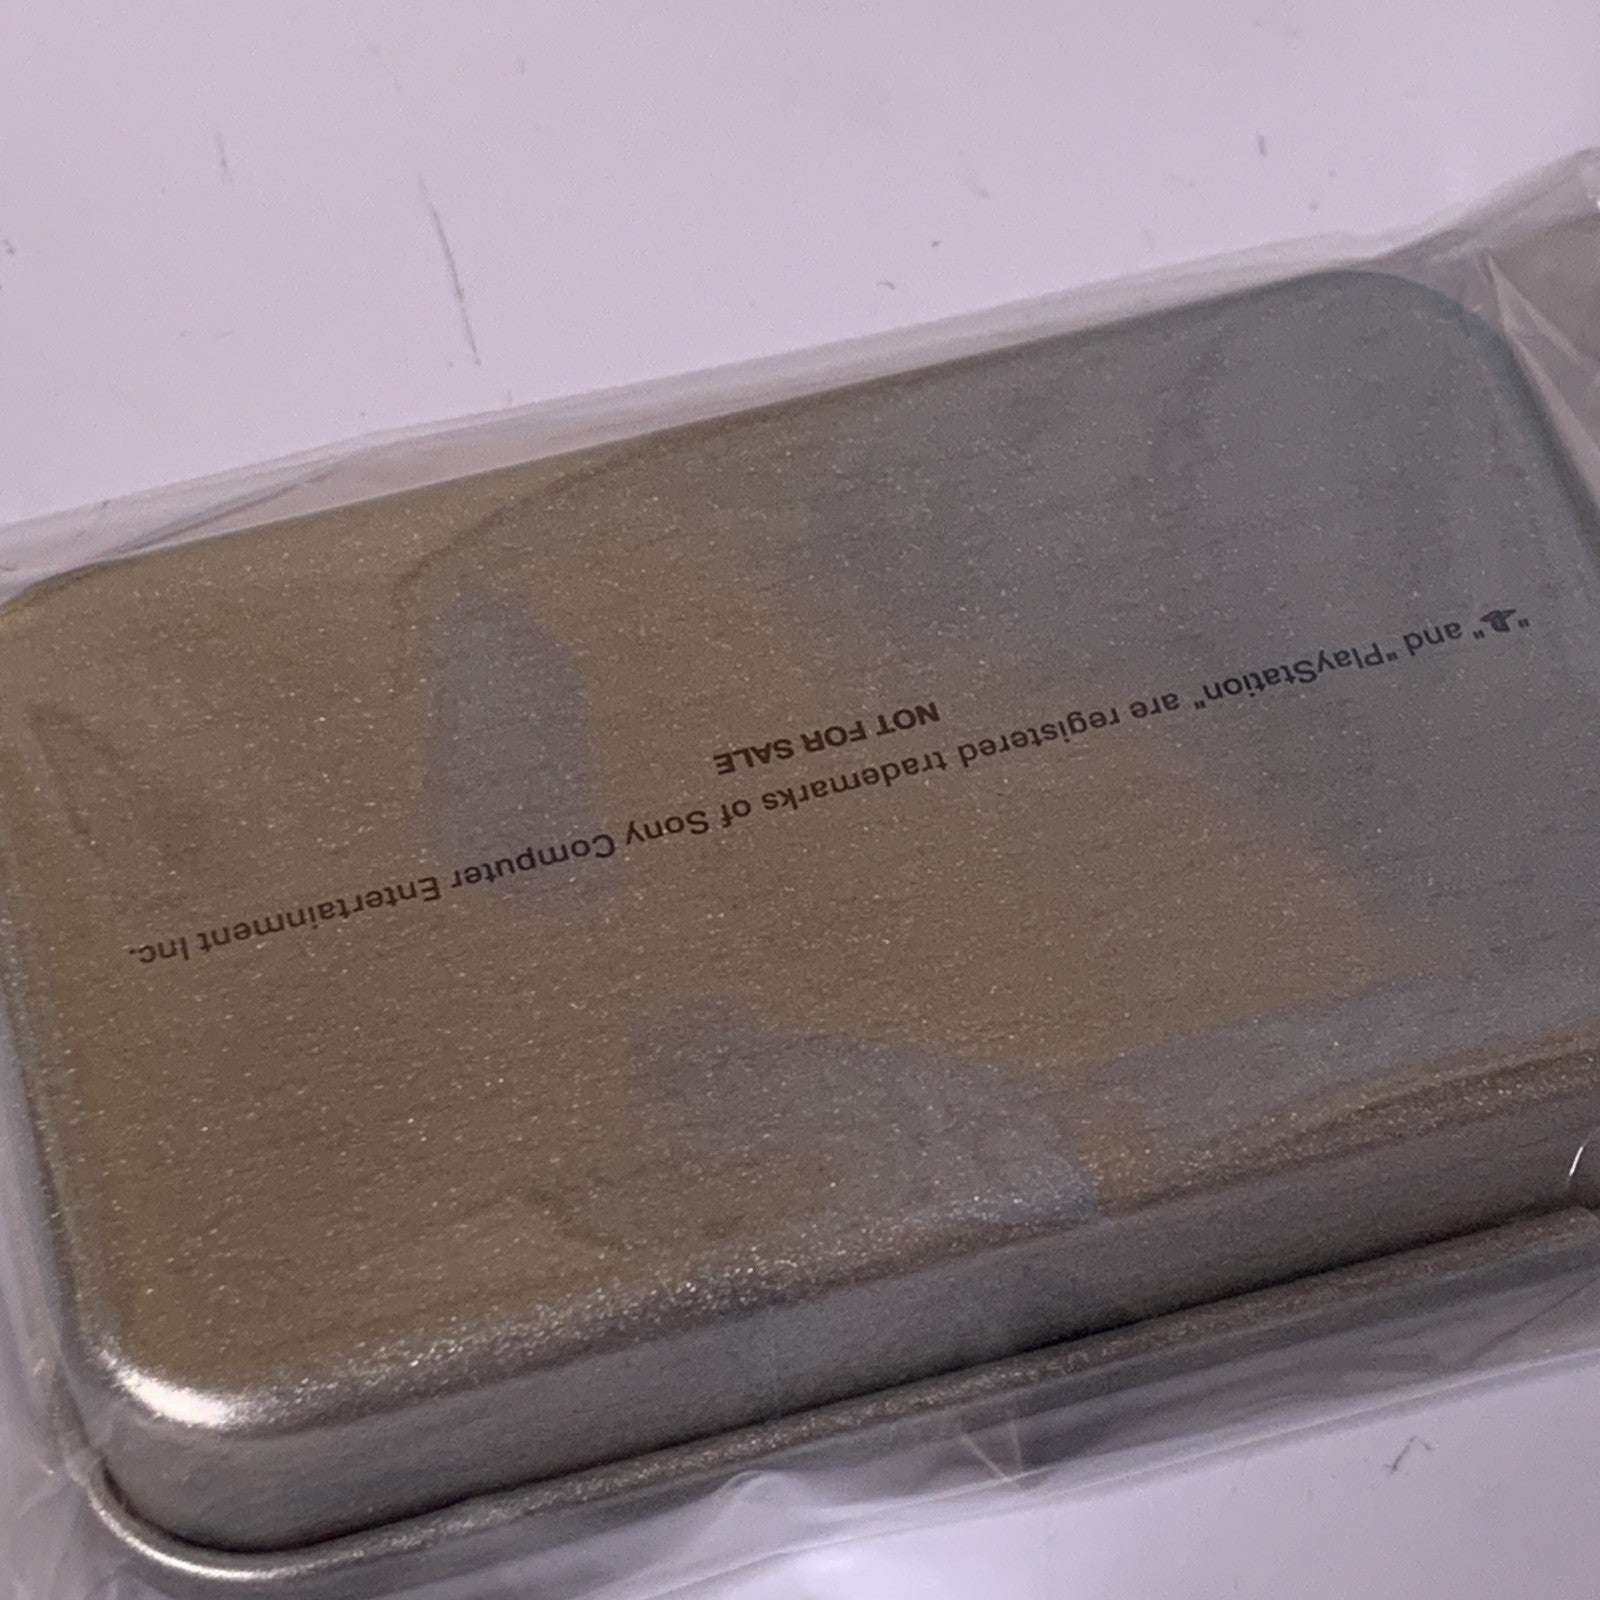 "" and "PlayStation" are registered trademarks of Sony Computer Entertainment Inc.
NOT FOR SALE